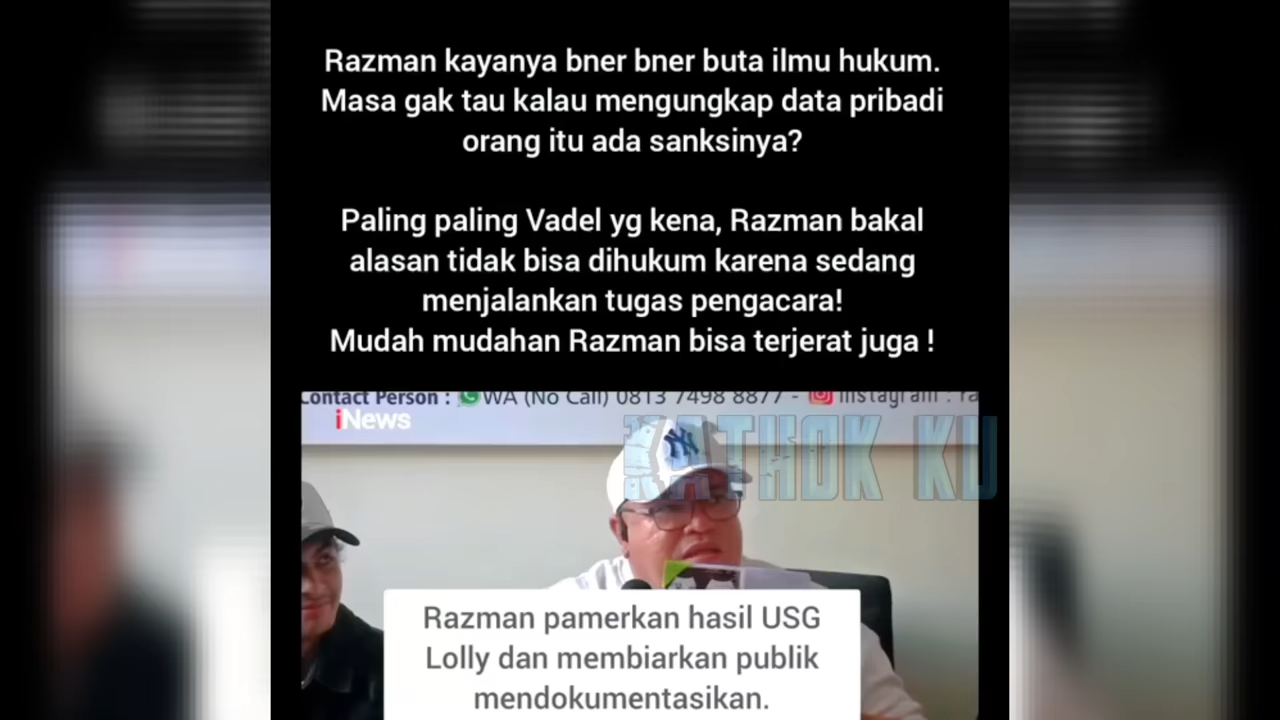 Razman kayanya bner bner buta ilmu hukum.
Masa gak tau kalau mengungkap data pribadi
orang itu ada sanksinya?
Paling paling Vadel yg kena, Razman bakal
alasan tidak bisa dihukum karena sedang
menjalankan tugas pengacara!
Mudah mudahan Razman bisa terjerat juga !
Contact Person : WA (No Call) 0813 7498 8877 - Instagram : ra
iNews
KATHOK KU
NY
Razman pamerkan hasil USG
Lolly dan membiarkan publik
mendokumentasikan.